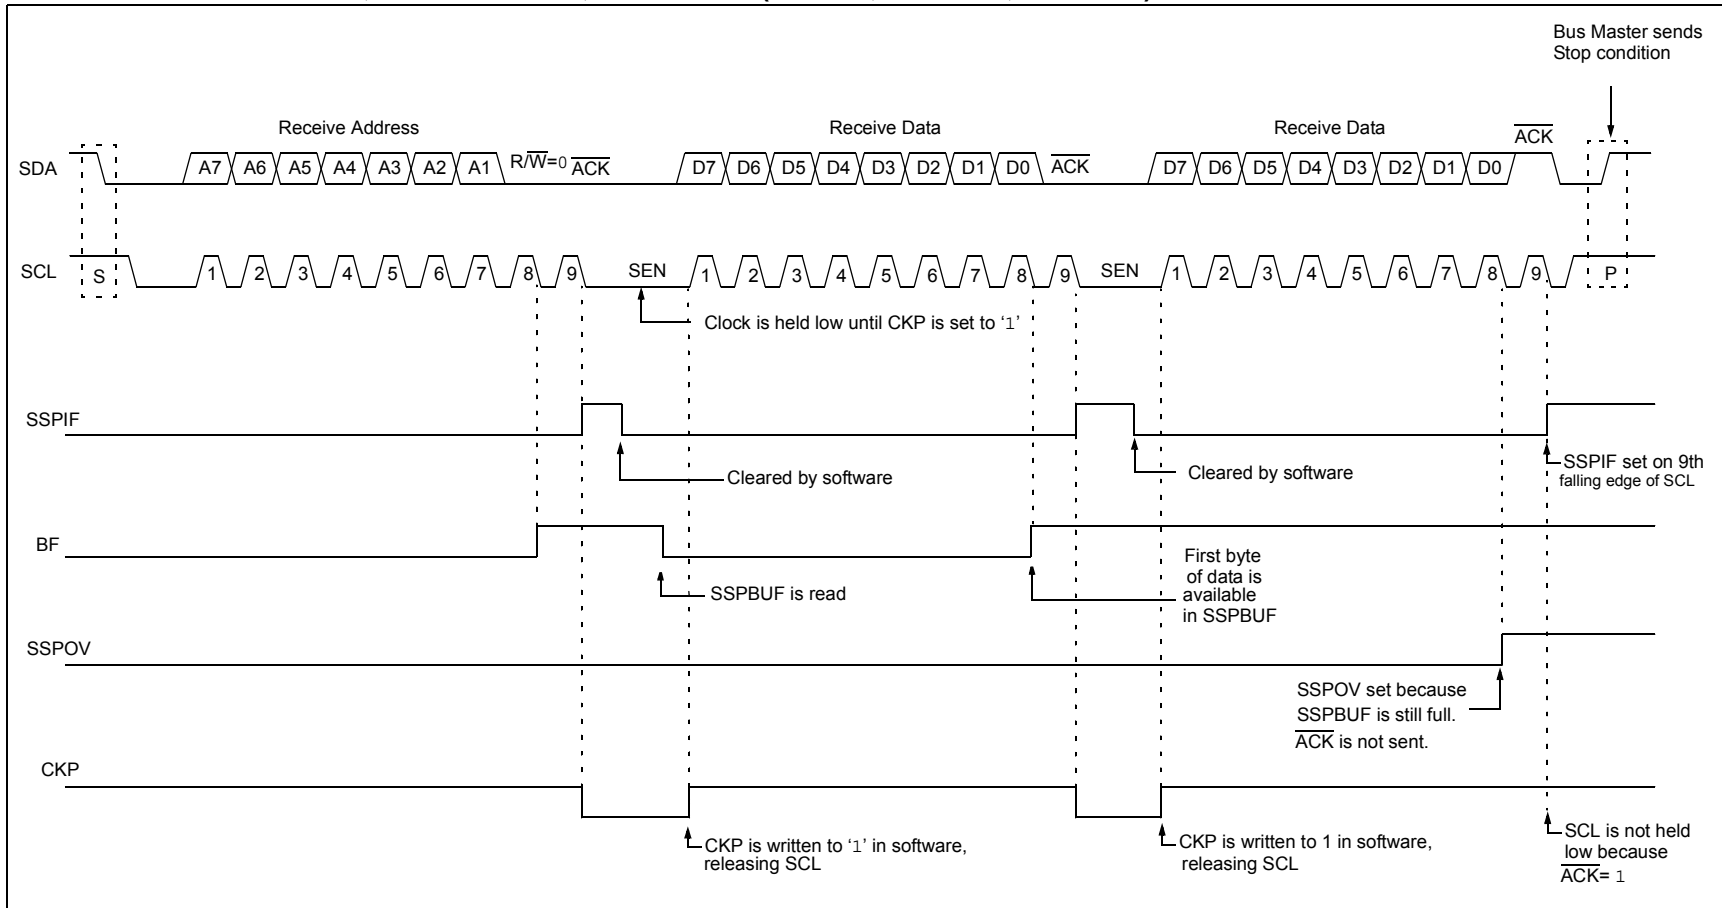 Bus Master sends
Stop condition
Receive Address
Receive Data
Receive Data
ACK
SDA
A7 A6 A5 A4 A3 A2 A1 R/W=0 ACK
D7 D6 D5 D4 D3 D2 D1 D0 ACK
D7 D6 D5 D4 D3 D2 D1 D0
SCL
S
1 2 3 4 5 6 7 8 9 SEN
1 2 3 4 5 6 7 8 9 SEN
1 2 3 4 5 6 7 8 9
P
Clock is held low until CKP is set to ‘1’
SSPIF
Cleared by software
Cleared by software
SSPIF set on 9th
falling edge of SCL
BF
SSPBUF is read
First byte
of data is
available
in SSPBUF
SSPOV
SSPOV set because
SSPBUF is still full.
ACK is not sent.
CKP
CKP is written to ‘1’ in software,
releasing SCL
CKP is written to 1 in software,
releasing SCL
SCL is not held
low because
ACK= 1